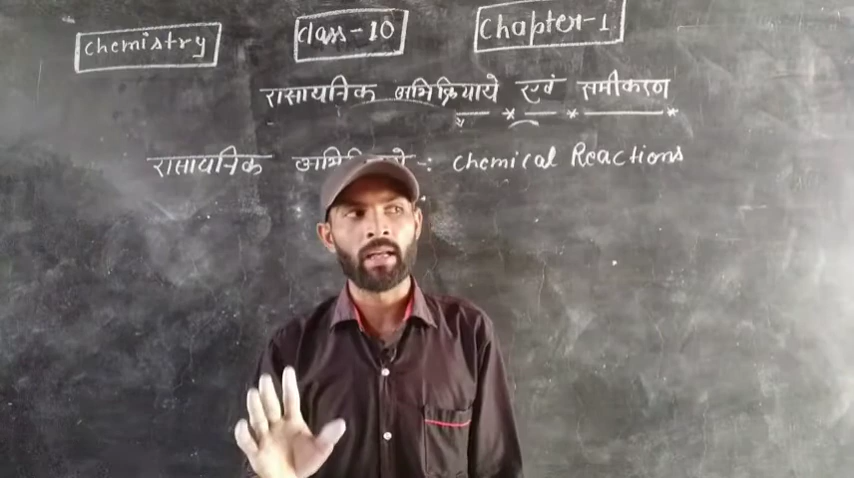 Chemistry Class-10 Chapter-1
रासायनिक अभिक्रियाये एवं समीकरण
रासायनिक : Chemical Reactions